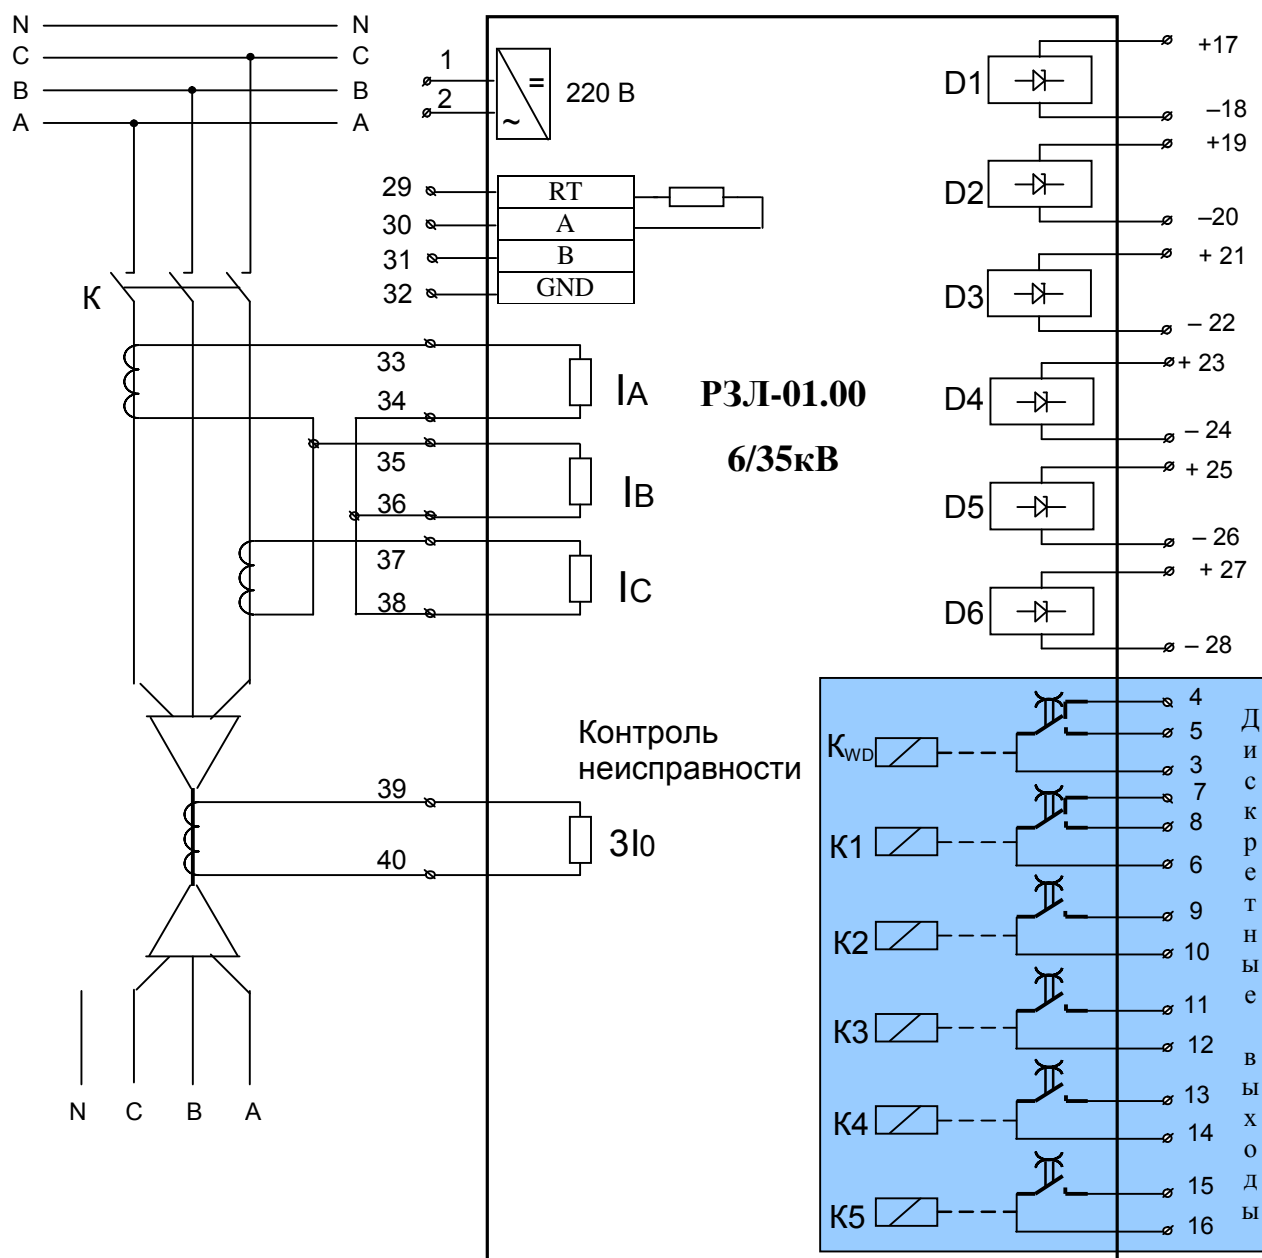 N N
C C
B B
A A
1
2
= ~
220 В
29 RT
30 A
31 B
32 GND
К
33
34
IA
35
36
IB
37
38
IC
РЗЛ-01.00
6/35кВ
Контроль
неисправности
39
40
3I0
N C B A
D1 +17
–18
D2 +19
–20
D3 + 21
– 22
D4 + 23
– 24
D5 + 25
– 26
D6 + 27
– 28
КWD 4
5
3
К1 7
8
6
К2 9
10
К3 11
12
К4 13
14
К5 15
16
Дискретные выходы